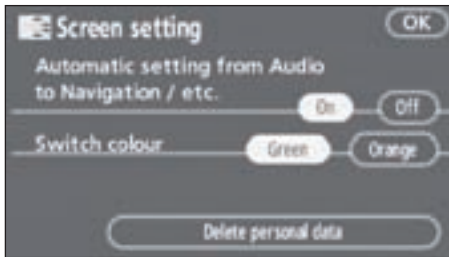 Screen setting OK
Automatic setting from Audio
to Navigation / etc.
On Off
Switch colour Green Orange
Delete personal data